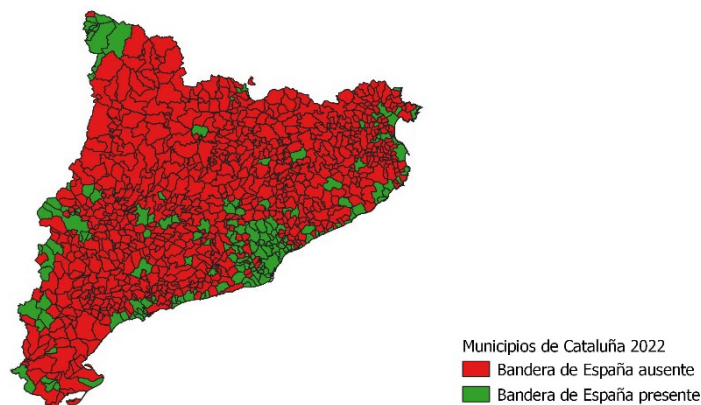 Municipios de Cataluña 2022
Bandera de España ausente
Bandera de España presente